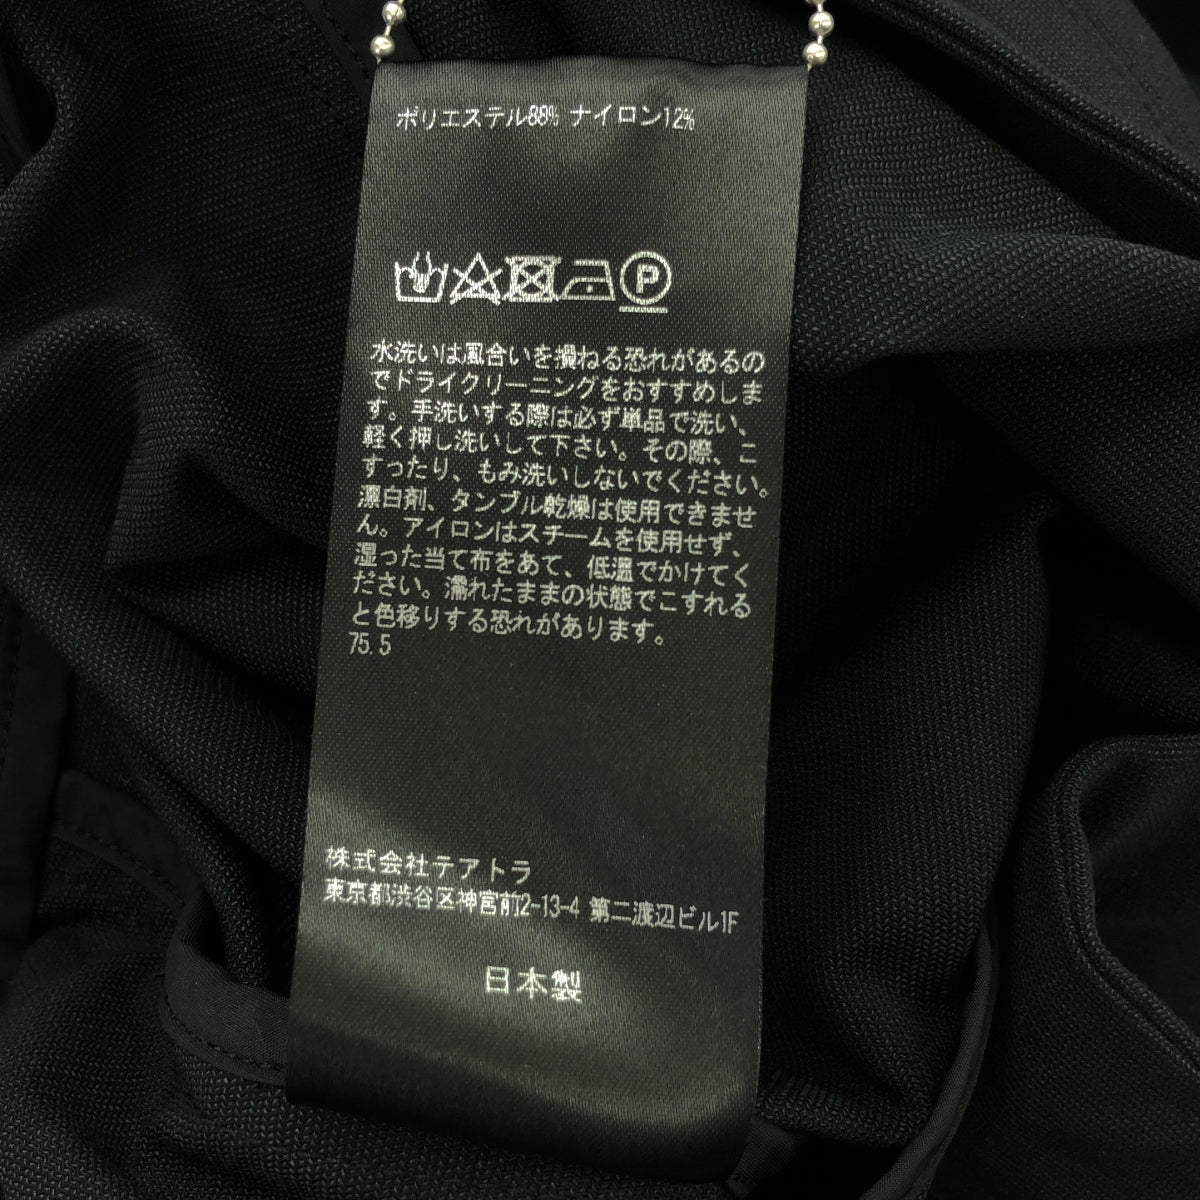 ポリエステル88% ナイロン12%
P
水洗いは風合いを損ねる恐れがあるの
でドライクリーニングをおすすめしま
す。手洗いする際は必ず単品で洗い、
軽く押し洗いして下さい。その際、こ
すったり、もみ洗いしないでください。
漂白剤、タンブル乾燥は使用できませ
ん。アイロンはスチームを使用せず、
湿った当て布をあて、低温でかけてく
ださい。濡れたままの状態でこすれる
と色移りする恐れがあります。
75.5
株式会社テアトラ
東京都渋谷区神宮前2-13-4 第二渡辺ビル1F
日本製